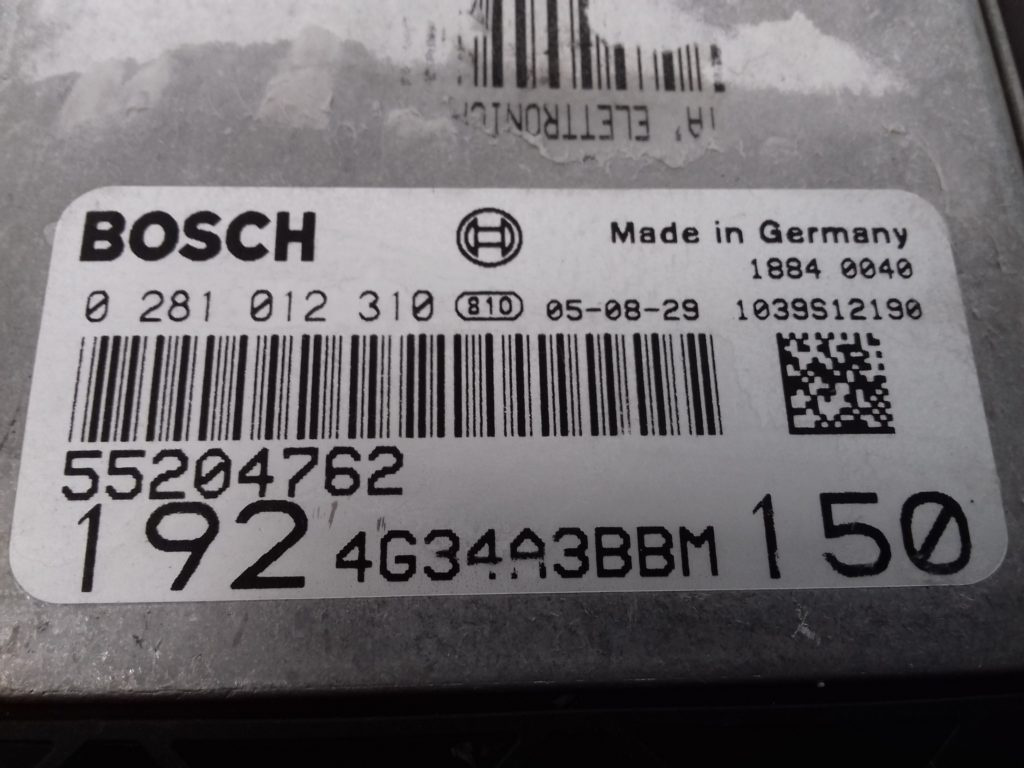 BOSCH
Made in Germany
1884 0040
0 281 012 310 810 05-08-29 1039S12190
55204762
192 4G34A3BBM 150